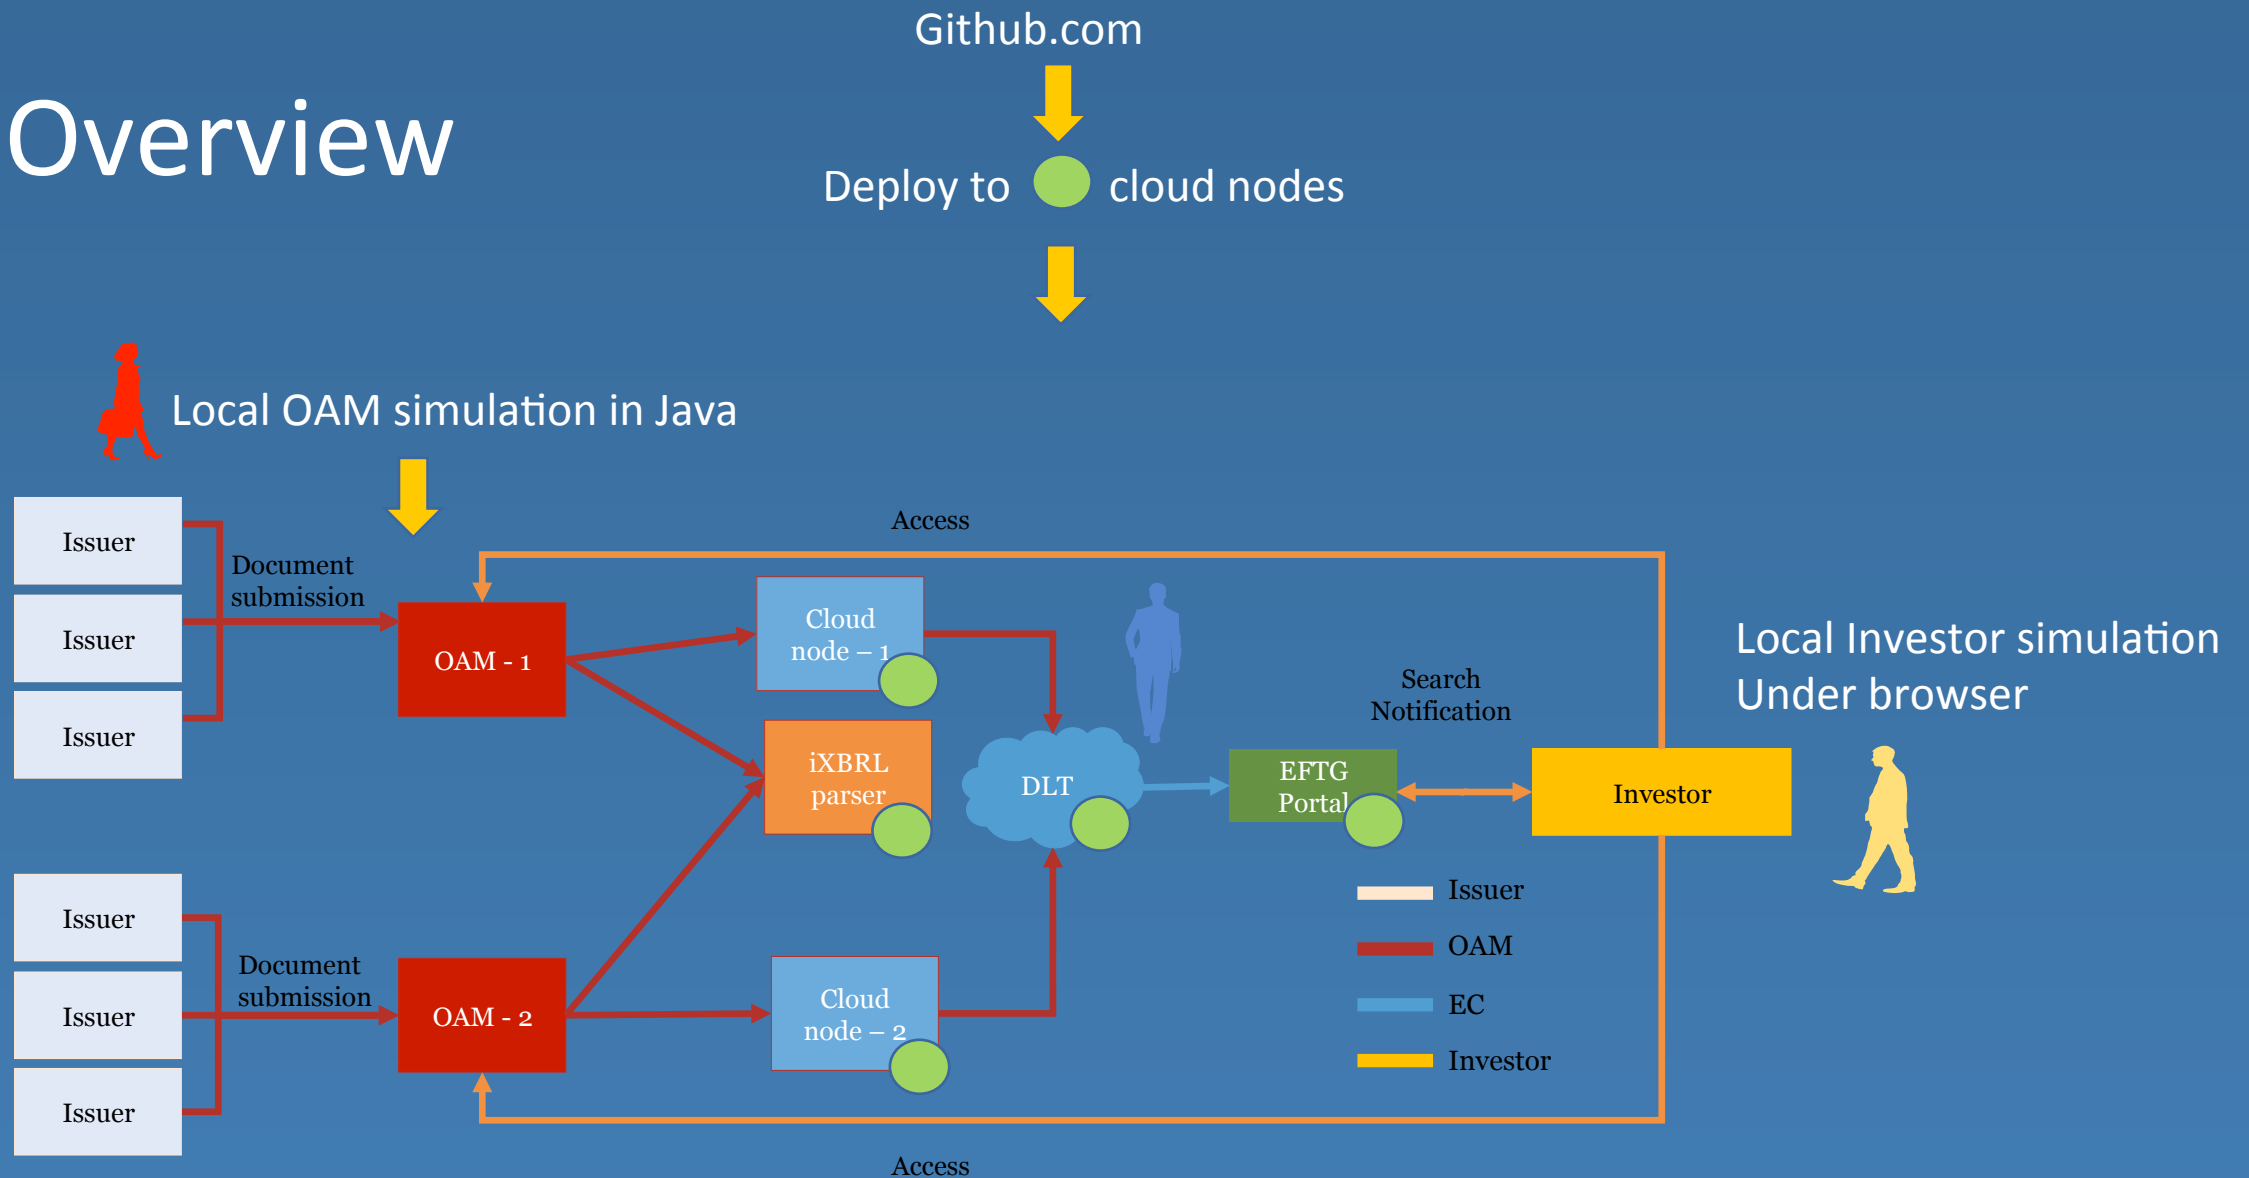 Github.com
Overview
Deploy to cloud nodes
Local OAM simulation in Java
Access
Issuer
Document
submission
Issuer
Issuer
OAM - 1
Cloud
node – 1
iXBRL
parser
DLT
EFTG
Portal
Search
Notification
Investor
Local Investor simulation
Under browser
Issuer
Document
submission
Issuer
Issuer
OAM - 2
Cloud
node – 2
Issuer
OAM
EC
Investor
Access